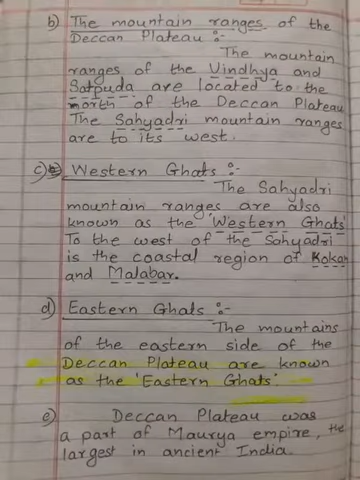 b) The mountain ranges of the
Deccan Plateau :-
The mountain
ranges of the Vindhya and
Satpuda are located to the
north of the Deccan Plateau
The Sahyadri mountain ranges
are to its west.
c) Western Ghats :-
The Sahyadri
mountain ranges are also
known as the 'Western Ghats'
To the west of the Sahyadri
is the coastal region of Kokan
and Malabar.
d) Eastern Ghals :-
The mountains
of the eastern side of the
Deccan Plateau are known
as the 'Eastern Ghats'.
e) Deccan Plateau was
a part of Maurya empire, the
largest in ancient India.